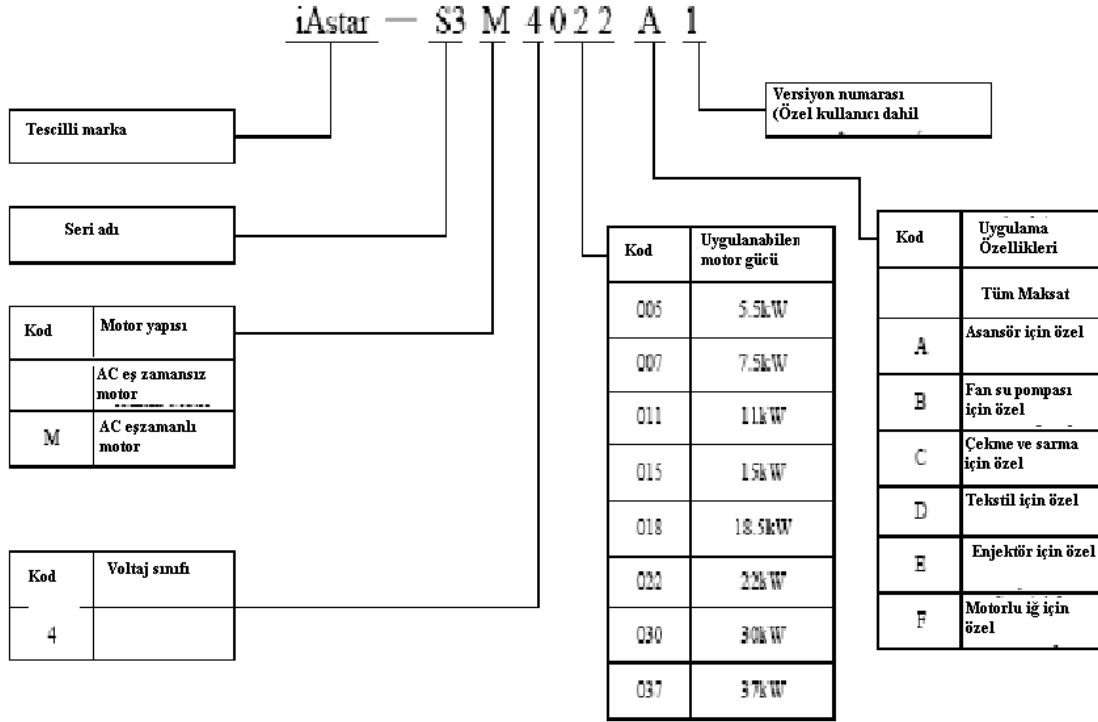 iAstar — S3 M 4 0 2 2 A 1
Versiyon numarası
(Özel kullanıcı dahil
Tescilli marka
Seri adı
Kod Motor yapısı
AC eş zamansız
motor
M AC eşzamanlı
motor
Kod Voltaj sınıfı
4
Kod Uygulanabilen
motor gücü
005 5.5kW
007 7.5kW
011 11kW
015 15kW
018 18.5kW
022 22kW
030 30kW
037 37kW
Kod Uygulama
Özellikleri
Tüm Maksat
A Asansör için özel
B Fan su pompası
için özel
C Çekme ve sarma
için özel
D Tekstil için özel
E Enjektör için özel
F Motorlu iğ için
özel